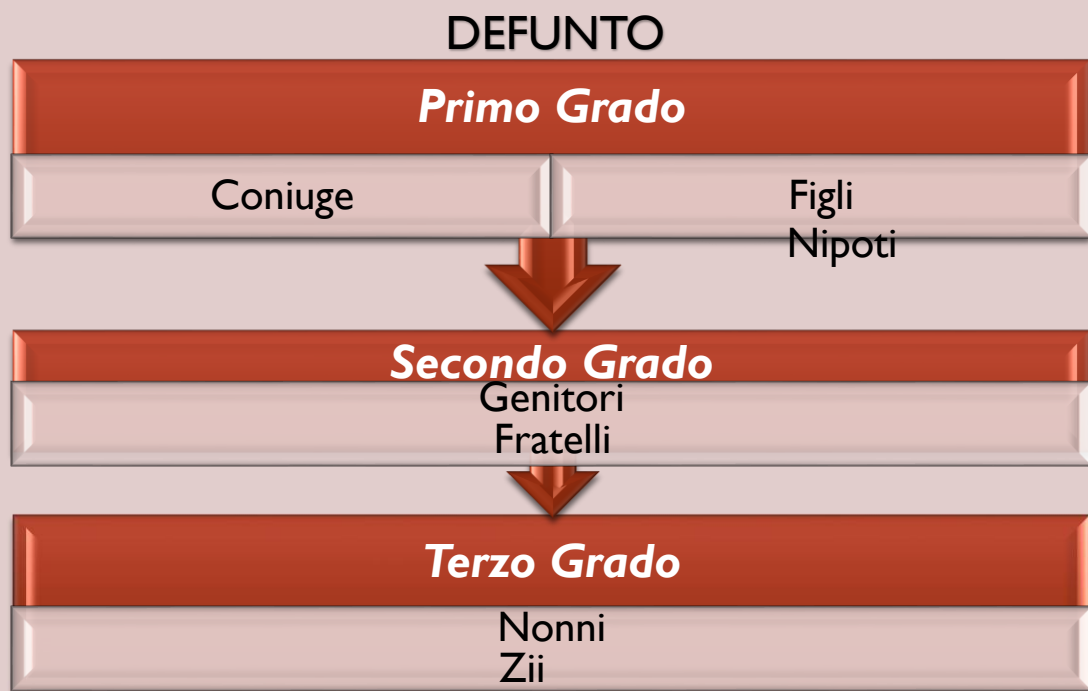 DEFUNTO
Primo Grado
Coniuge
Figli
Nipoti
Secondo Grado
Genitori
Fratelli
Terzo Grado
Nonni
Zii